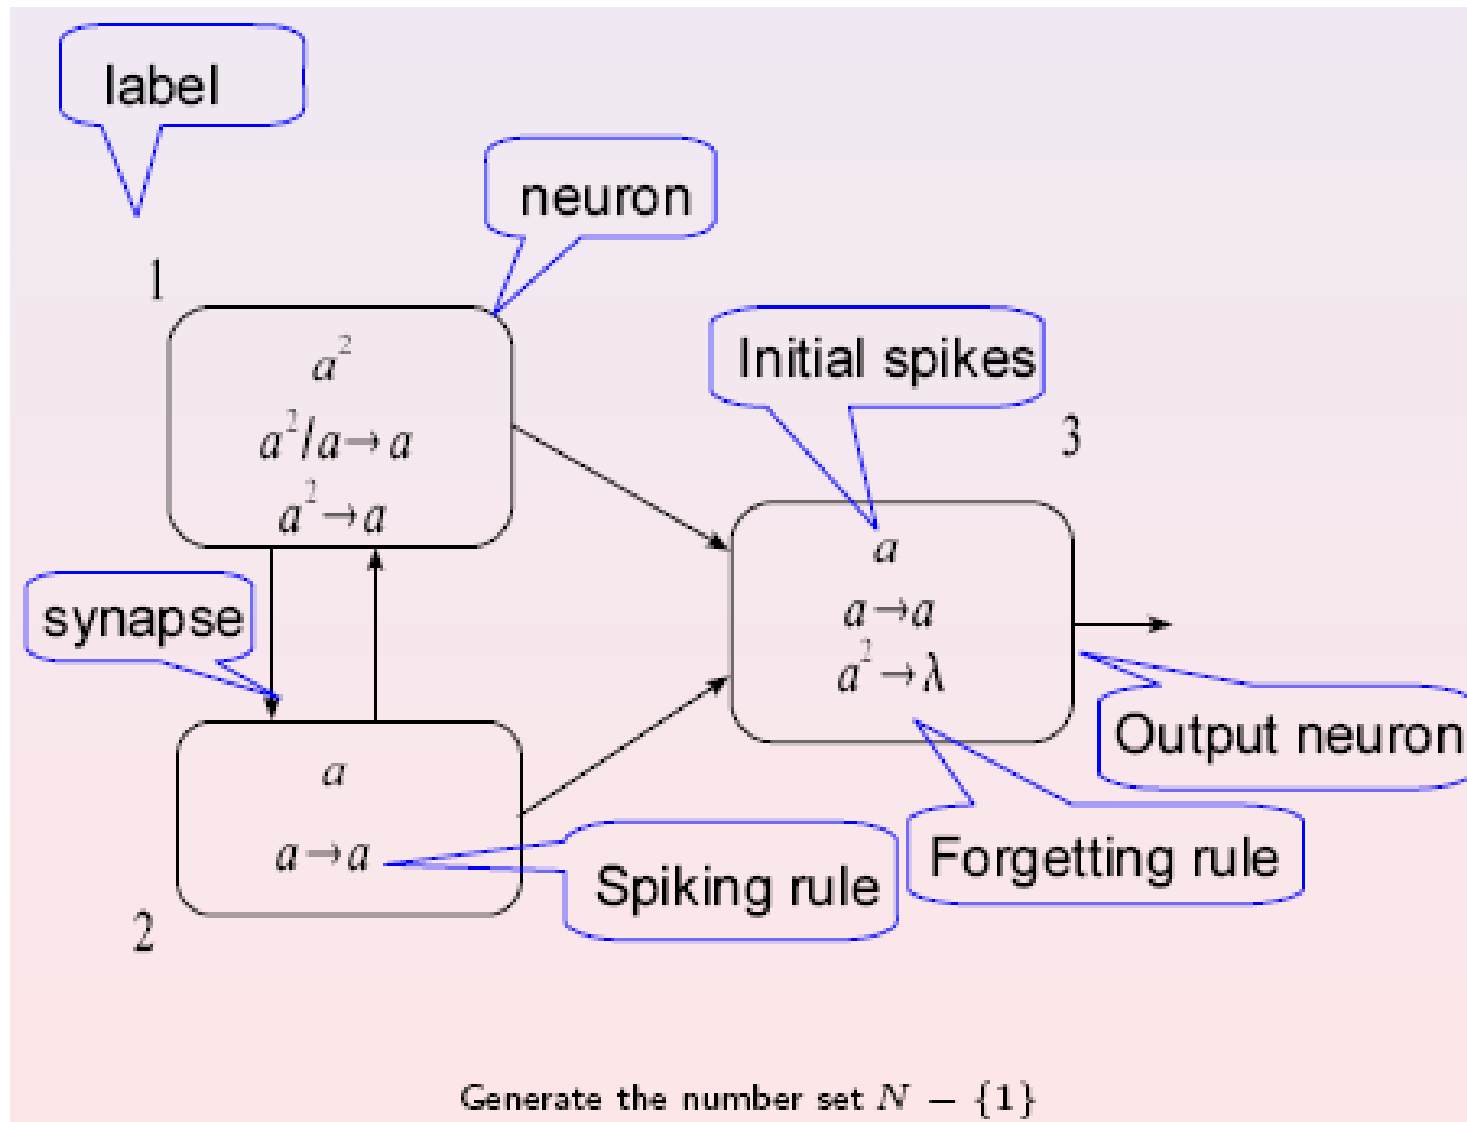 label
neuron
1
a²
a²/a→a
a²→a
Initial spikes
3
a
a→a
a²→λ
synapse
Output neuron
a
a→a
Spiking rule
Forgetting rule
2
Generate the number set N − {1}